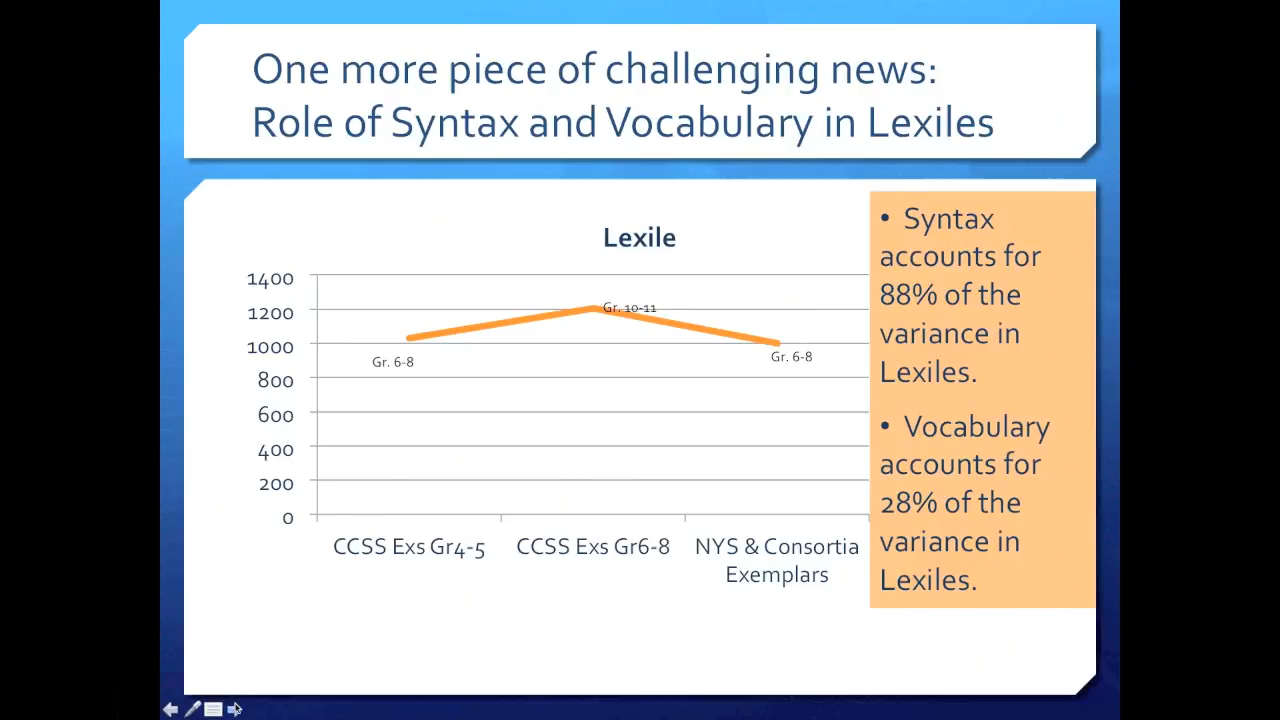 One more piece of challenging news:
Role of Syntax and Vocabulary in Lexiles
Lexile
1400
1200
1000
800
600
400
200
0
Gr. 6-8
Gr. 10-11
Gr. 6-8
CCSS Exs Gr4-5
CCSS Exs Gr6-8
NYS & Consortia
Exemplars
• Syntax
accounts for
88% of the
variance in
Lexiles.
• Vocabulary
accounts for
28% of the
variance in
Lexiles.